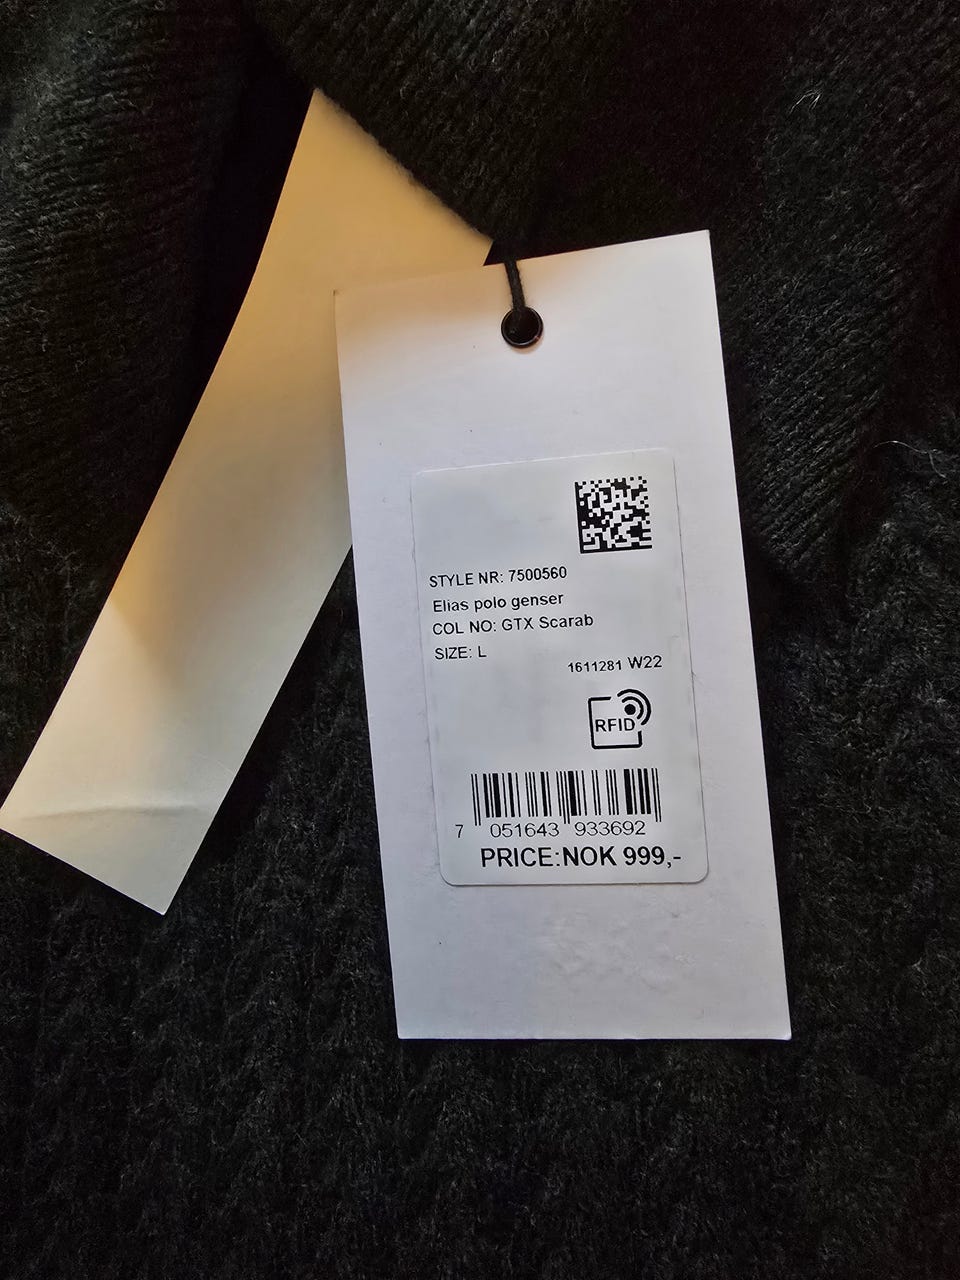 STYLE NR: 7500560
Elias polo genser
COL NO: GTX Scarab
SIZE: L
1611281 W22
RFID
7 051643 933692
PRICE:NOK 999,-